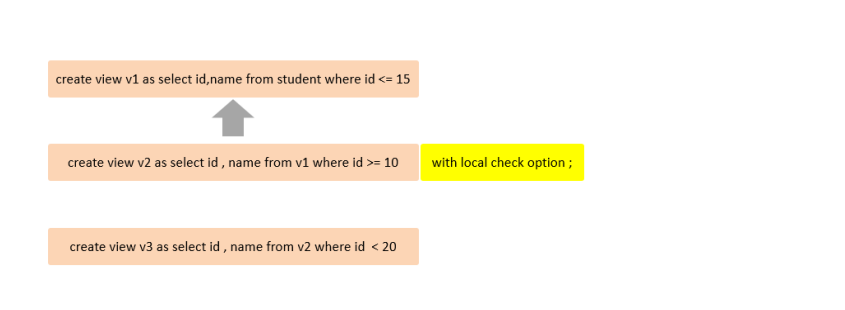 create view v1 as select id,name from student where id <= 15
create view v2 as select id , name from v1 where id >= 10 with local check option ;
create view v3 as select id , name from v2 where id  < 20